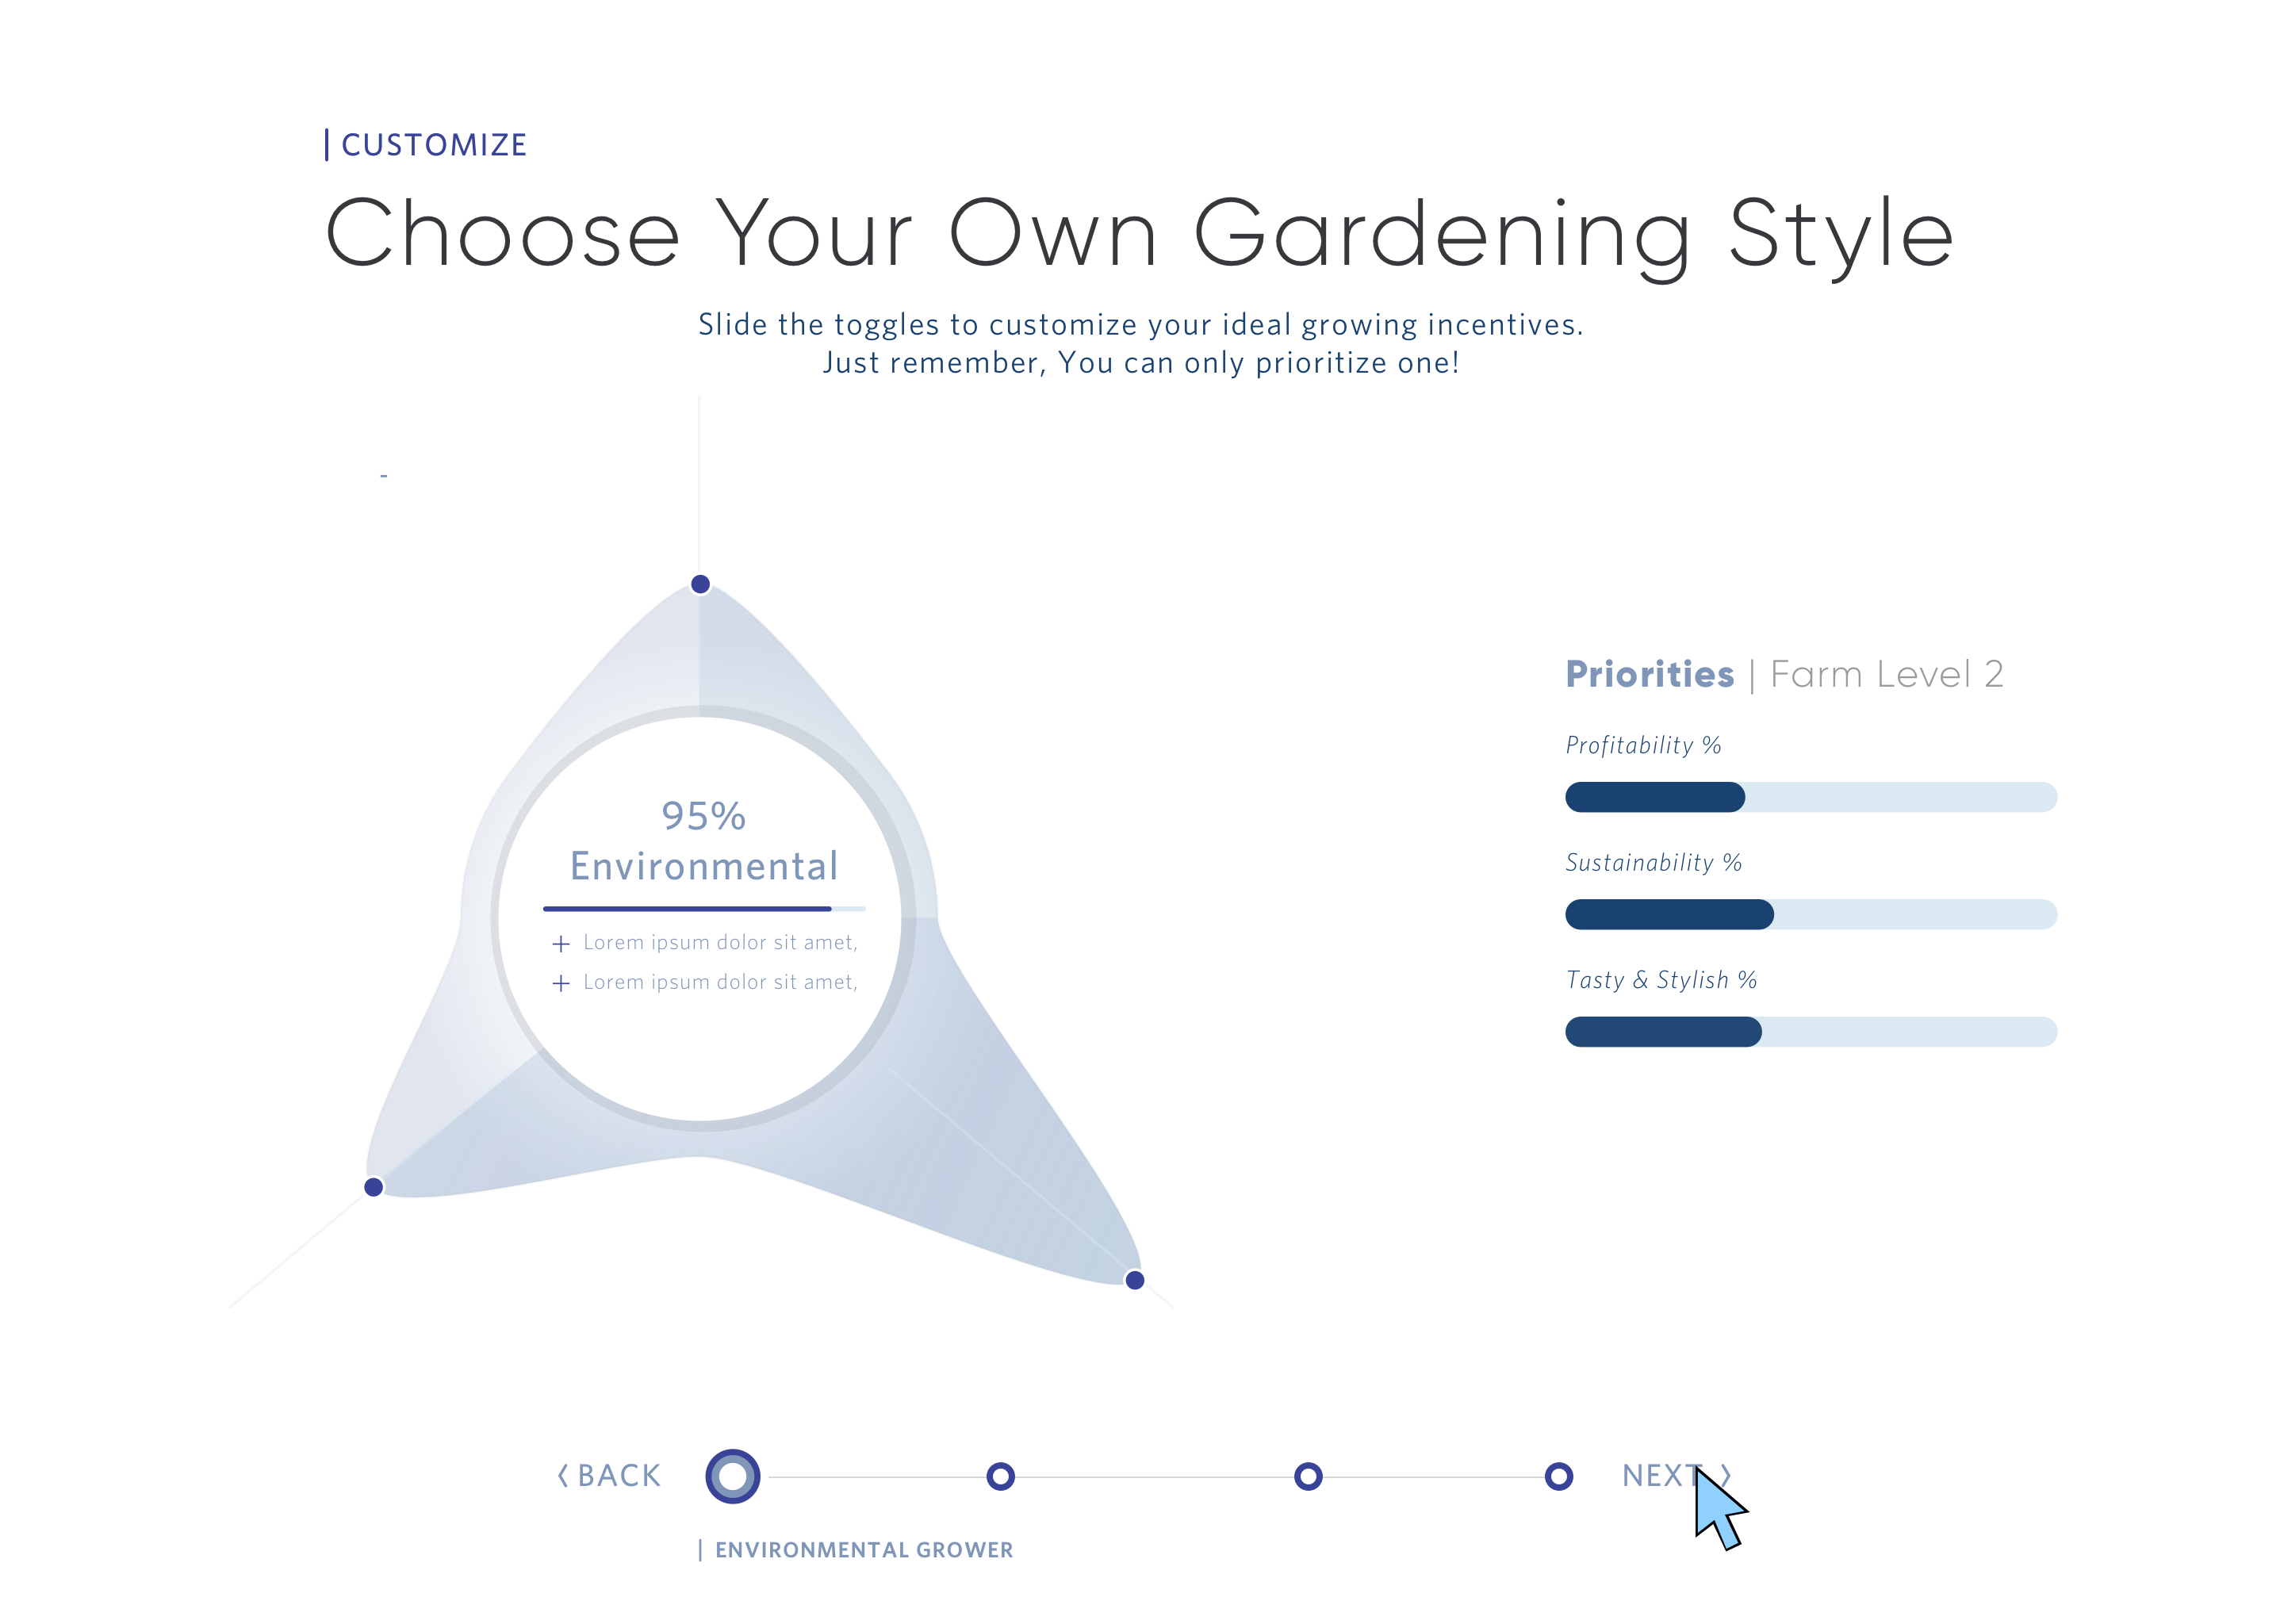 CUSTOMIZE
Choose Your Own Gardening Style
Slide the toggles to customize your ideal growing incentives.
Just remember, You can only prioritize one!
-
95%
Environmental
+ Lorem ipsum dolor sit amet,
+ Lorem ipsum dolor sit amet,
Priorities | Farm Level 2
Profitability %
Sustainability %
Tasty & Stylish %
BACK
NEXT
ENVIRONMENTAL GROWER